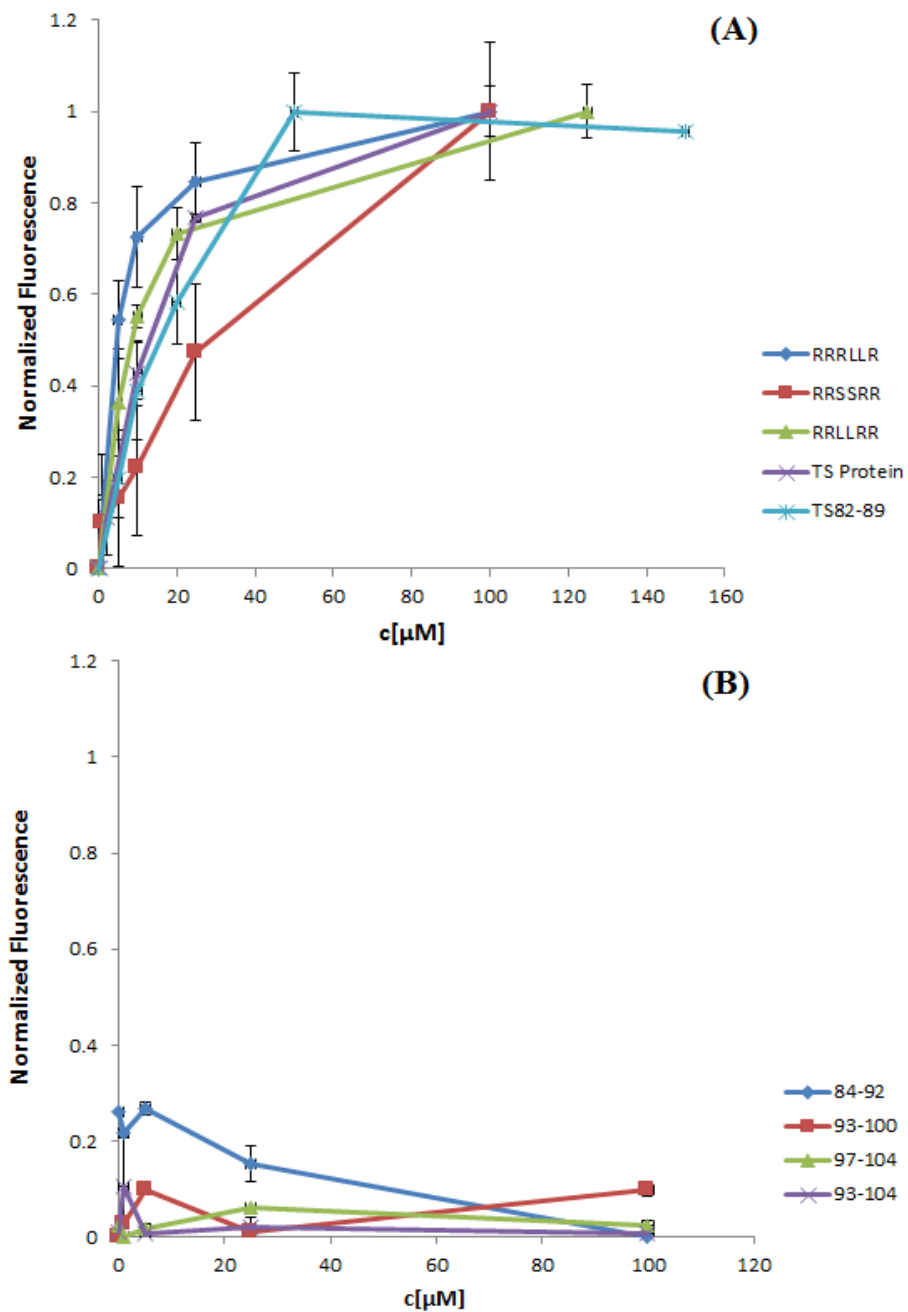 (A)
1.2
1
0.8
0.6
0.4
0.2
0
Normalized Fluorescence
0 20 40 60 80 100 120 140 160
c[µM]
RRRLLR
RRSSRR
RRLLRR
TS Protein
TS82-89
(B)
1.2
1
0.8
0.6
0.4
0.2
0
Normalized Fluorescence
0 20 40 60 80 100 120
c[µM]
84-92
93-100
97-104
93-104